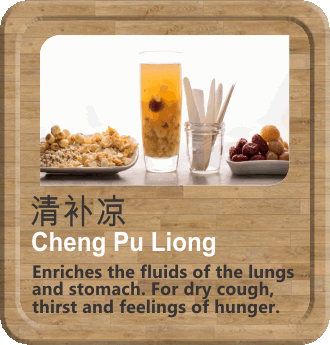 清补凉
Cheng Pu Liong
Enriches the fluids of the lungs
and stomach. For dry cough,
thirst and feelings of hunger.